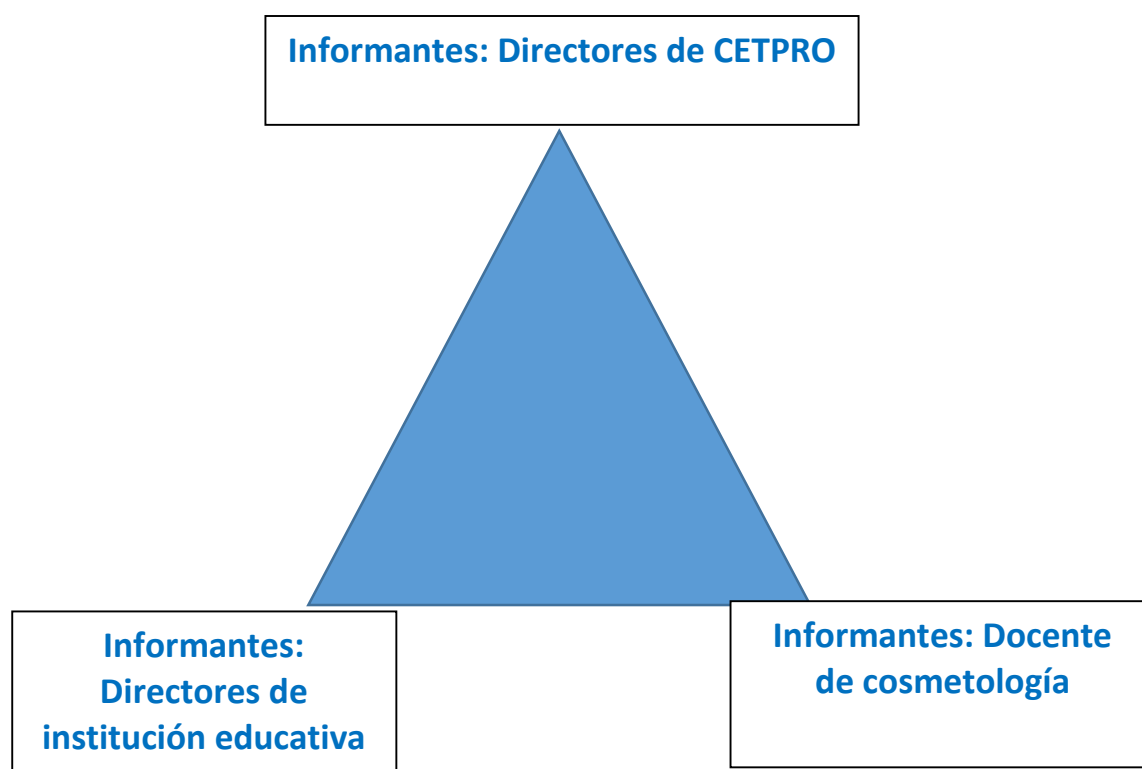 Informantes: Directores de CETPRO
Informantes:
Directores de
institución educativa
Informantes: Docente
de cosmetología